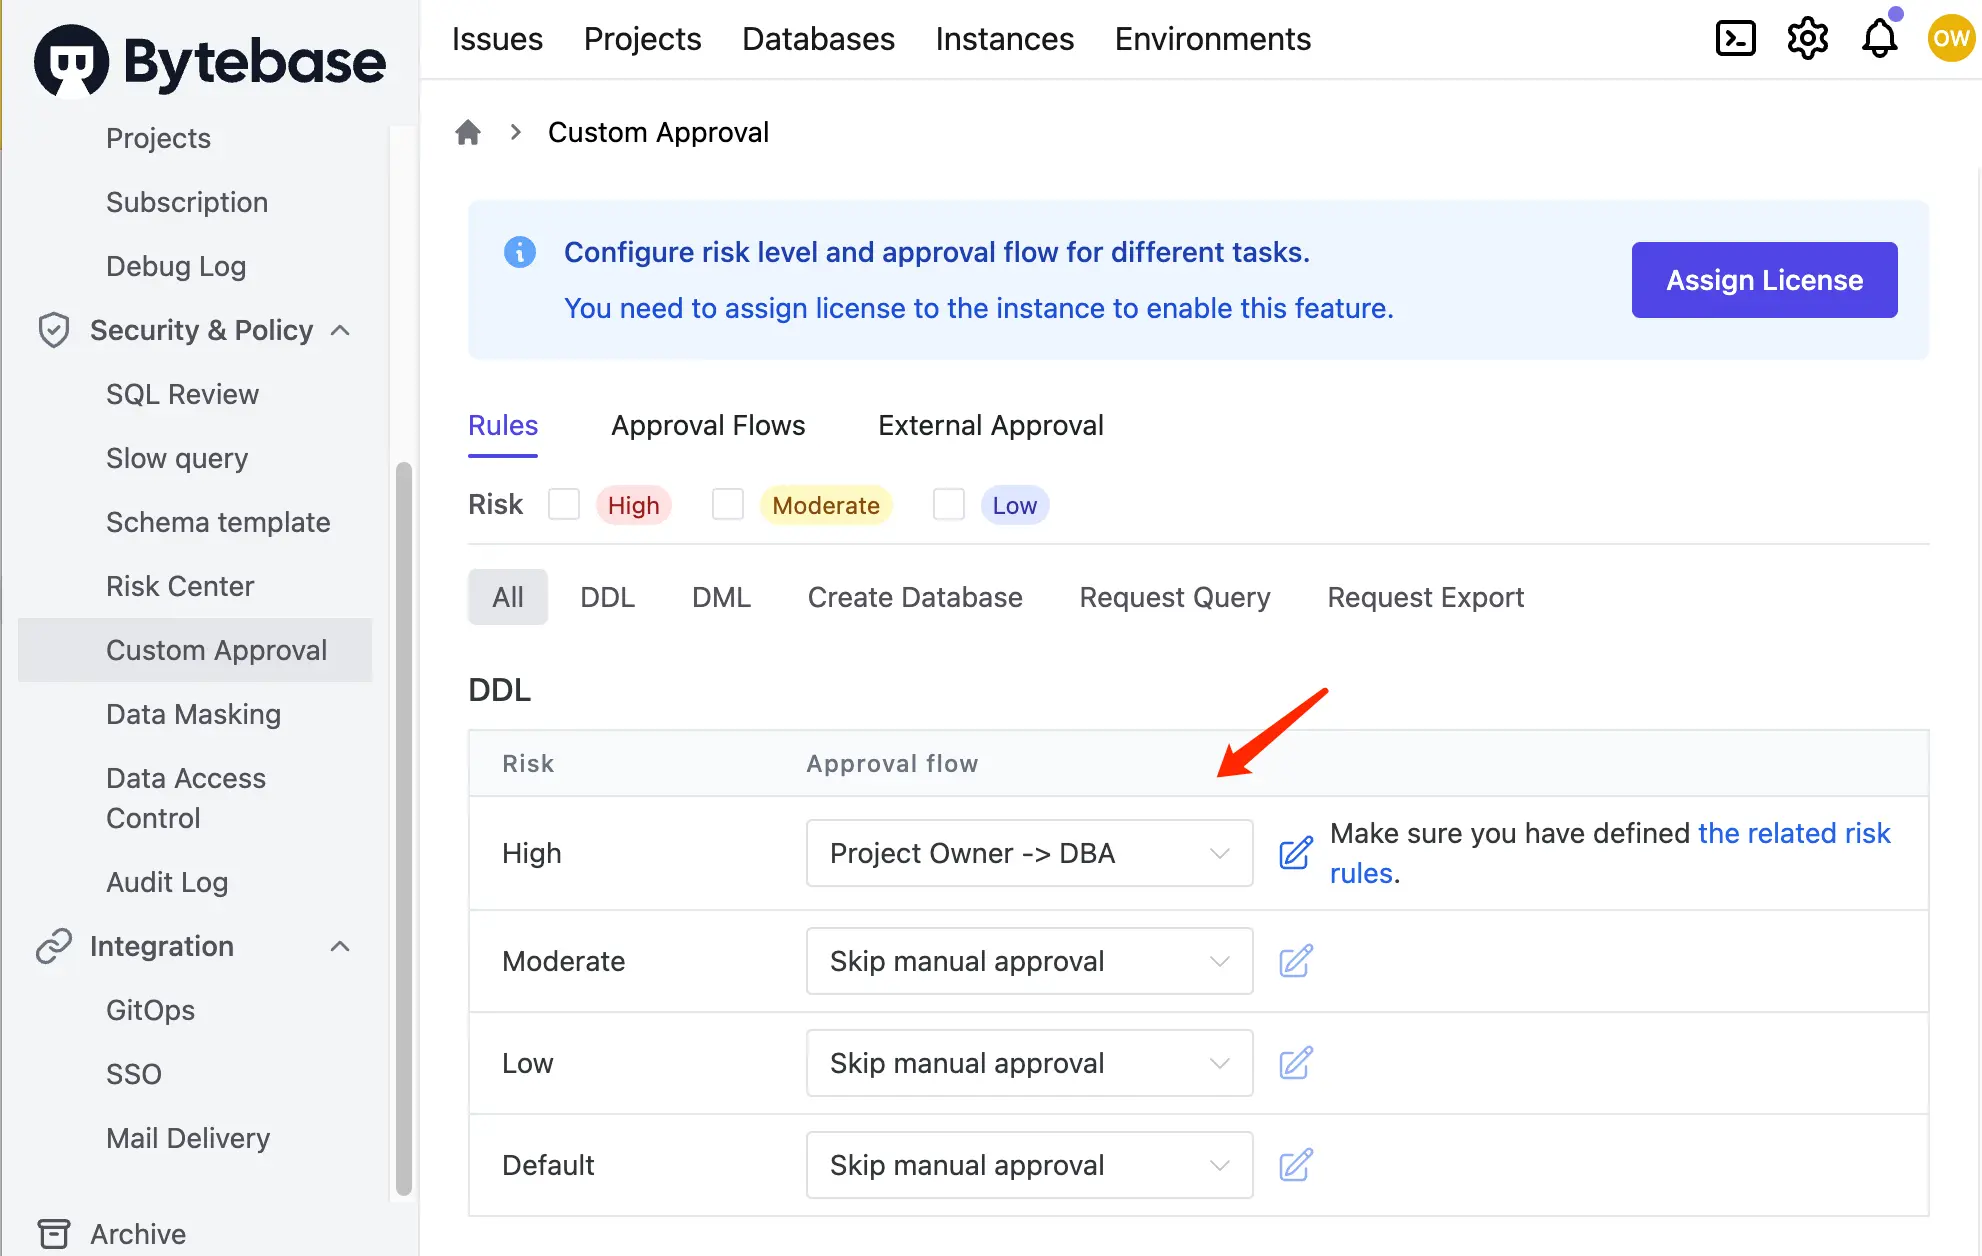 Bytebase
Issues Projects Databases Instances Environments
OW
Projects
Subscription
Debug Log
Security & Policy
SQL Review
Slow query
Schema template
Risk Center
Custom Approval
Data Masking
Data Access
Control
Audit Log
Integration
GitOps
SSO
Mail Delivery
Archive
Custom Approval
Configure risk level and approval flow for different tasks.
You need to assign license to the instance to enable this feature.
Assign License
Rules Approval Flows External Approval
Risk High Moderate Low
All DDL DML Create Database Request Query Request Export
DDL
Risk Approval flow
High Project Owner -> DBA Make sure you have defined the related risk
rules.
Moderate Skip manual approval
Low Skip manual approval
Default Skip manual approval